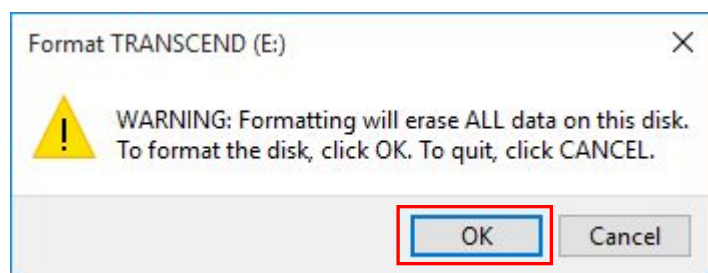 Format TRANSCEND (E:)
WARNING: Formatting will erase ALL data on this disk.
To format the disk, click OK. To quit, click CANCEL.
OK Cancel